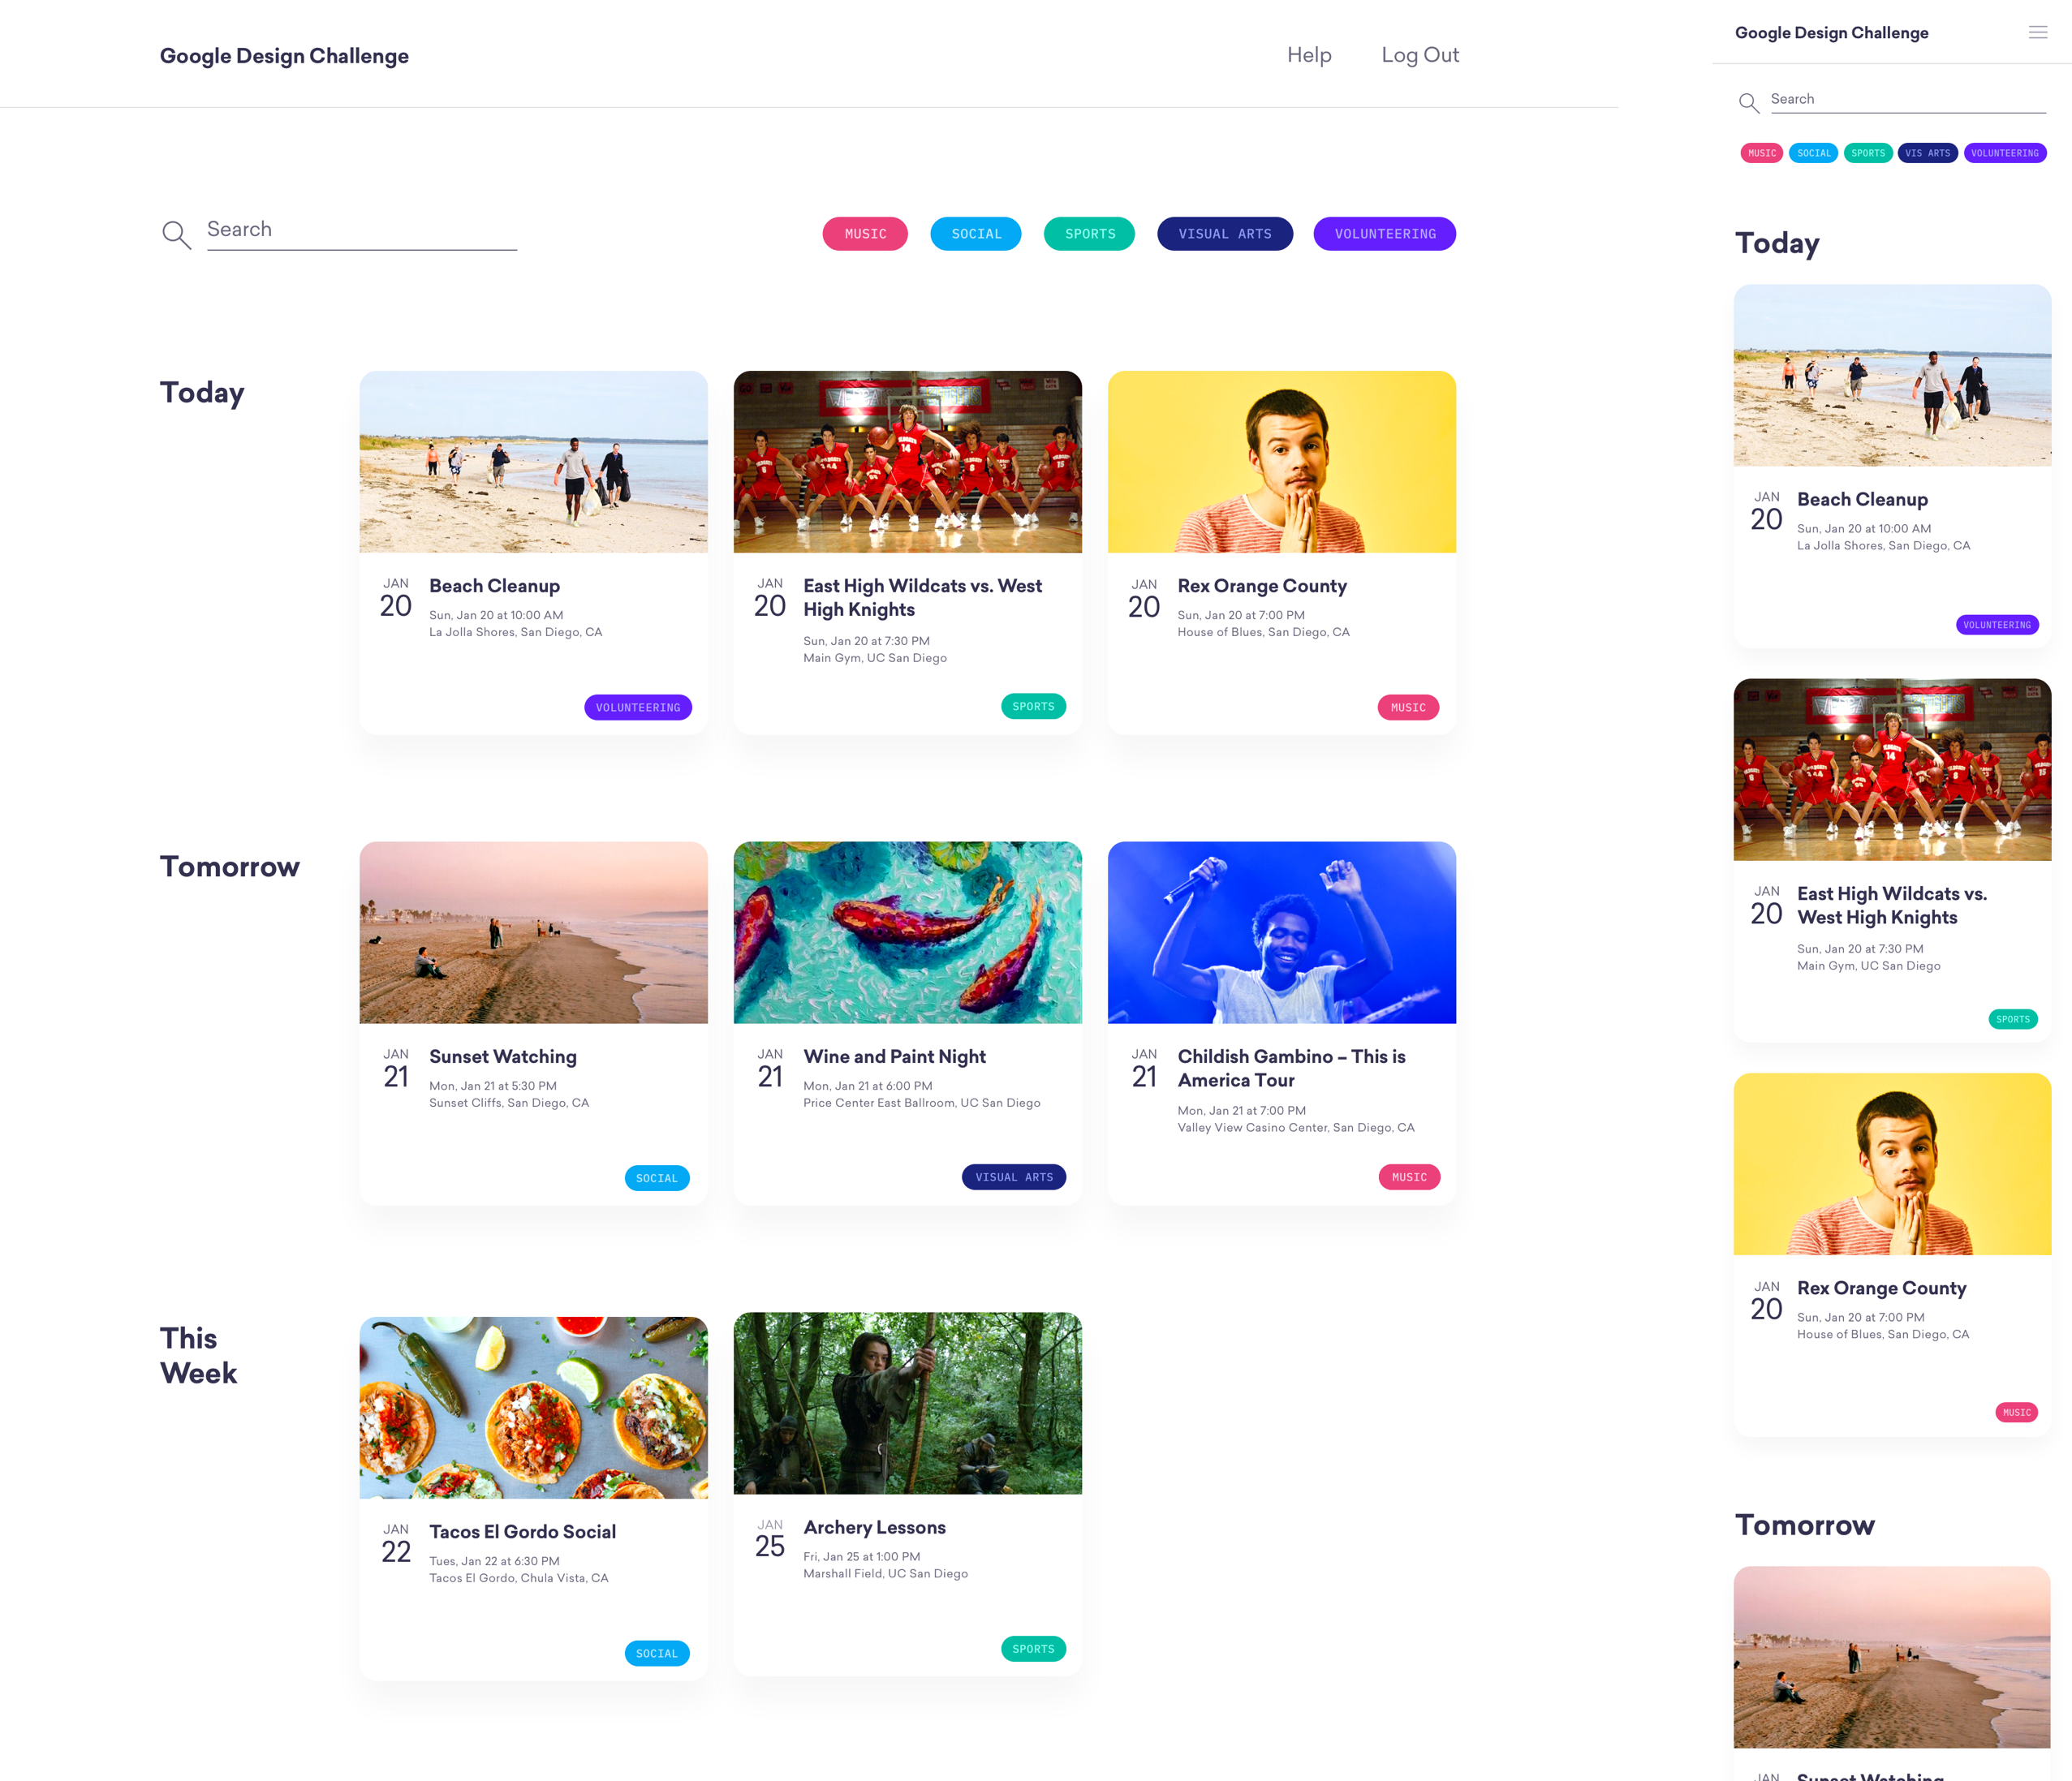 Google Design Challenge
Help
Log Out
Search
MUSIC
SOCIAL
SPORTS
VISUAL ARTS
VOLUNTEERING
Today
JAN
20
Beach Cleanup
Sun, Jan 20 at 10:00 AM
La Jolla Shores, San Diego, CA
VOLUNTEERING
JAN
20
East High Wildcats vs. West
High Knights
Sun, Jan 20 at 7:30 PM
Main Gym, UC San Diego
SPORTS
JAN
20
Rex Orange County
Sun, Jan 20 at 7:00 PM
House of Blues, San Diego, CA
MUSIC
Tomorrow
JAN
21
Sunset Watching
Mon, Jan 21 at 5:30 PM
Sunset Cliffs, San Diego, CA
SOCIAL
JAN
21
Wine and Paint Night
Mon, Jan 21 at 6:00 PM
Price Center East Ballroom, UC San Diego
VISUAL ARTS
JAN
21
Childish Gambino – This is
America Tour
Mon, Jan 21 at 7:00 PM
Valley View Casino Center, San Diego, CA
MUSIC
This
Week
JAN
22
Tacos El Gordo Social
Tues, Jan 22 at 6:30 PM
Tacos El Gordo, Chula Vista, CA
SOCIAL
JAN
25
Archery Lessons
Fri, Jan 25 at 1:00 PM
Marshall Field, UC San Diego
SPORTS
Google Design Challenge
Search
MUSIC
SOCIAL
SPORTS
VIS ARTS
VOLUNTEERING
Today
JAN
20
Beach Cleanup
Sun, Jan 20 at 10:00 AM
La Jolla Shores, San Diego, CA
VOLUNTEERING
JAN
20
East High Wildcats vs.
West High Knights
Sun, Jan 20 at 7:30 PM
Main Gym, UC San Diego
SPORTS
JAN
20
Rex Orange County
Sun, Jan 20 at 7:00 PM
House of Blues, San Diego, CA
MUSIC
Tomorrow
JAN
Sunset Watching